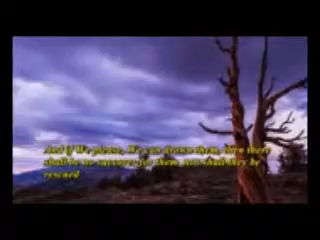 And if We please, We can drown them, then there
shall be no succorer for them, nor shall they be
rescued